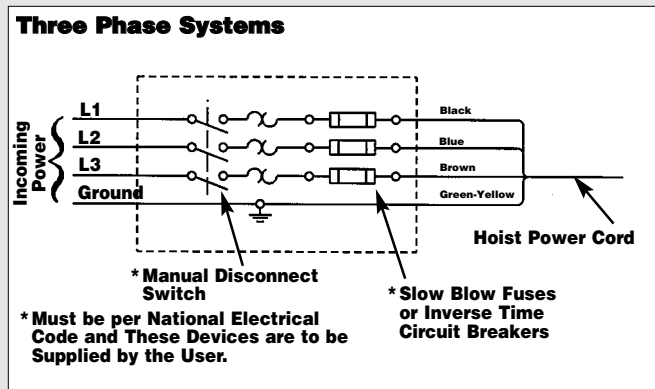 Three Phase Systems
Incoming
Power
L1
L2
L3
Ground
Black
Blue
Brown
Green-Yellow
Hoist Power Cord
*Manual Disconnect
Switch
*Slow Blow Fuses
or Inverse Time
Circuit Breakers
*Must be per National Electrical
Code and These Devices are to be
Supplied by the User.